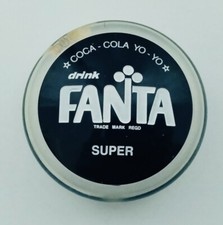 ☆ COCA - COLA YO - YO ☆
drink
FANTA
TRADE MARK REGD
SUPER